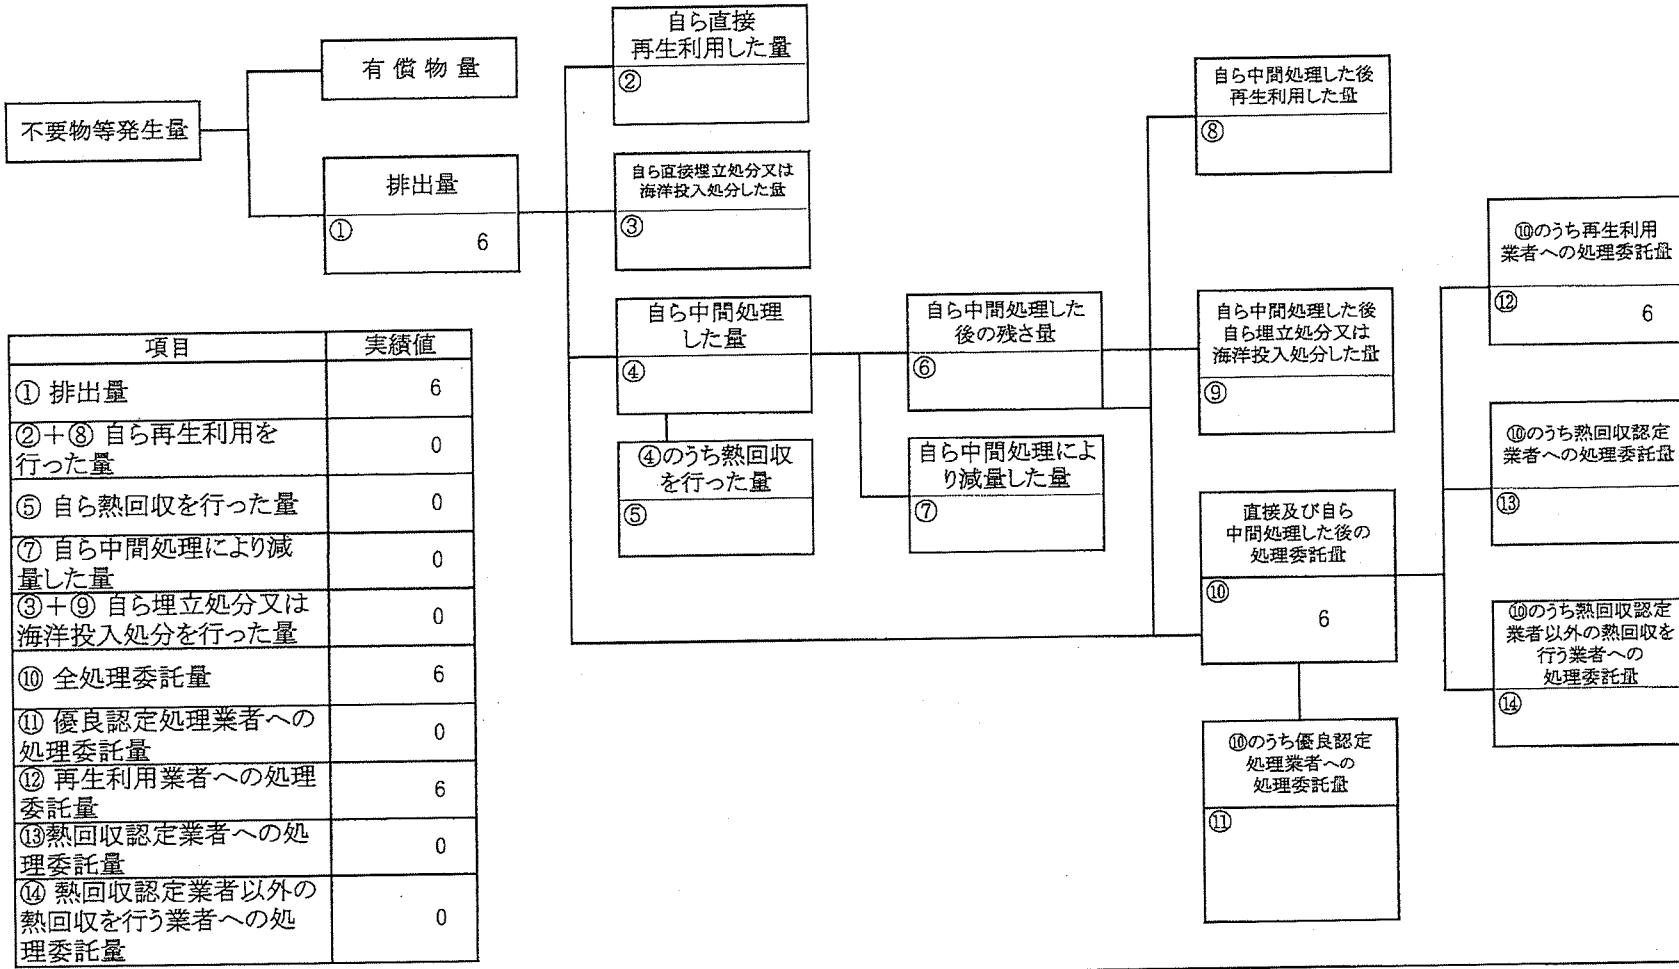 不要物等発生量
有償物量
排出量
①
6
自ら直接
再生利用した量
②
自ら直接埋立処分又は
海洋投入処分した量
③
自ら中間処理
した量
④
④のうち熱回収
を行った量
⑤
自ら中間処理した
後の残さ量
⑥
自ら中間処理によ
り減量した量
⑦
自ら中間処理した後
再生利用した量
⑧
自ら中間処理した後
自ら埋立処分又は
海洋投入処分した量
⑨
直接及び自ら
中間処理した後の
処理委託量
⑩
6
⑩のうち優良認定
処理業者への
処理委託量
⑪
⑩のうち再生利用
業者への処理委託量
⑫
6
⑩のうち熱回収認定
業者への処理委託量
⑬
⑩のうち熱回収認定
業者以外の熱回収を
行う業者への
処理委託量
⑭
項目 実績値
① 排出量 6
②+⑧ 自ら再生利用を
行った量 0
⑤ 自ら熱回収を行った量 0
⑦ 自ら中間処理により減
量した量 0
③+⑨ 自ら埋立処分又は
海洋投入処分を行った量 0
⑩ 全処理委託量 6
⑪ 優良認定処理業者への
処理委託量 0
⑫ 再生利用業者への処理
委託量 6
⑬熱回収認定業者への処
理委託量 0
⑭ 熱回収認定業者以外の
熱回収を行う業者への処
理委託量 0